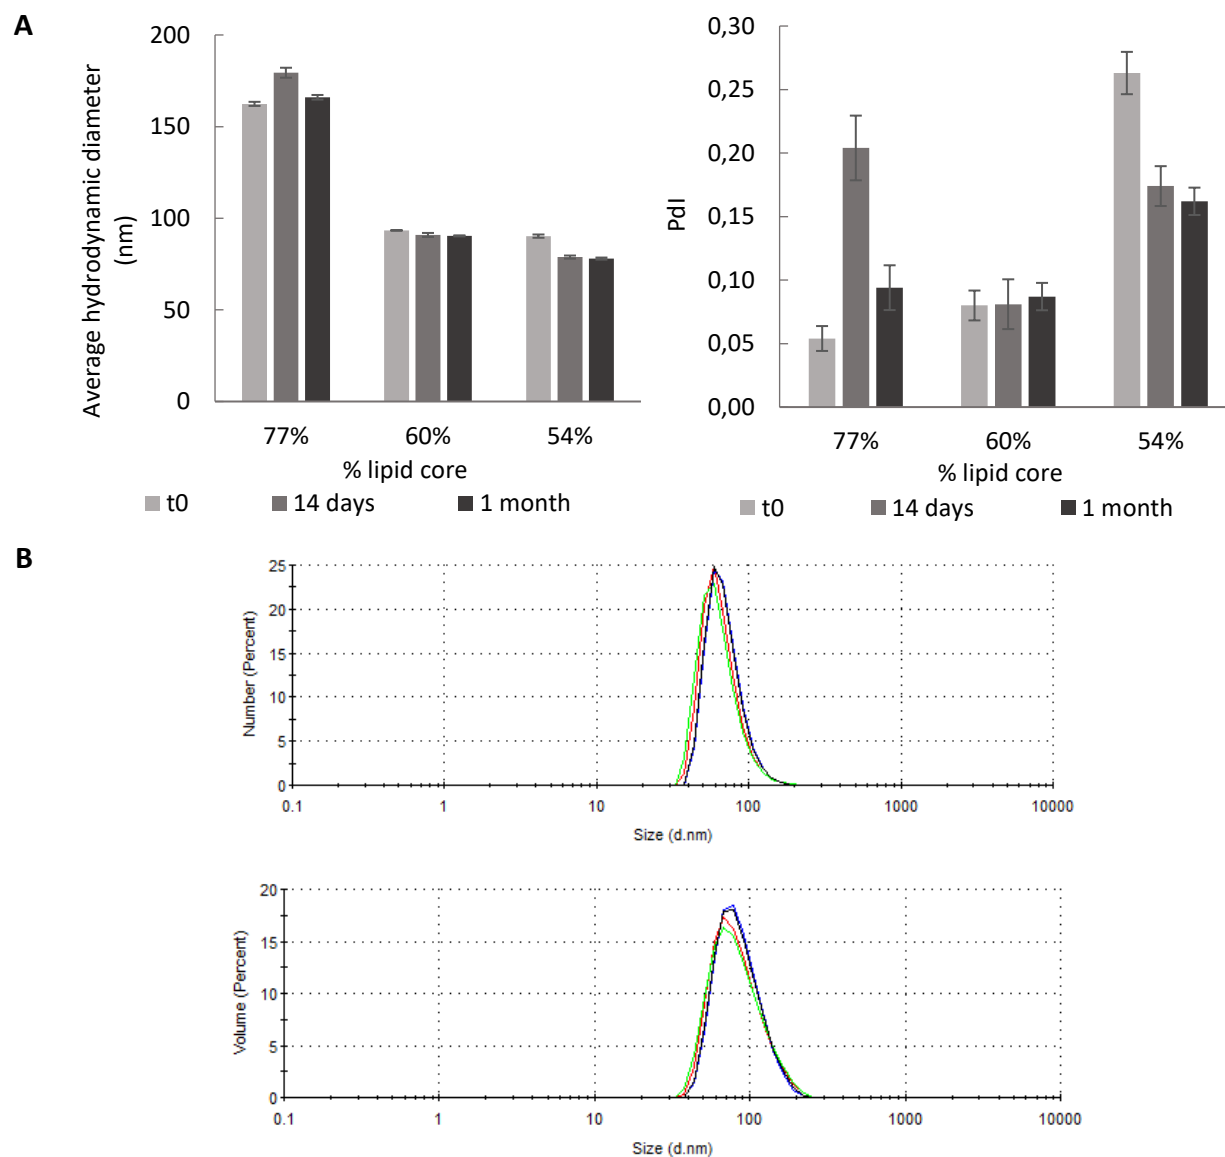 A
Average hydrodynamic diameter
(nm)
200
150
100
50
0
77% 60% 54%
% lipid core
t0 14 days 1 month
PdI
0,30
0,25
0,20
0,15
0,10
0,05
0,00
77% 60% 54%
% lipid core
t0 14 days 1 month
B
Number (Percent)
25
20
15
10
5
0
0.1 1 10 100 1000 10000
Size (d.nm)
Volume (Percent)
20
15
10
5
0
0.1 1 10 100 1000 10000
Size (d.nm)